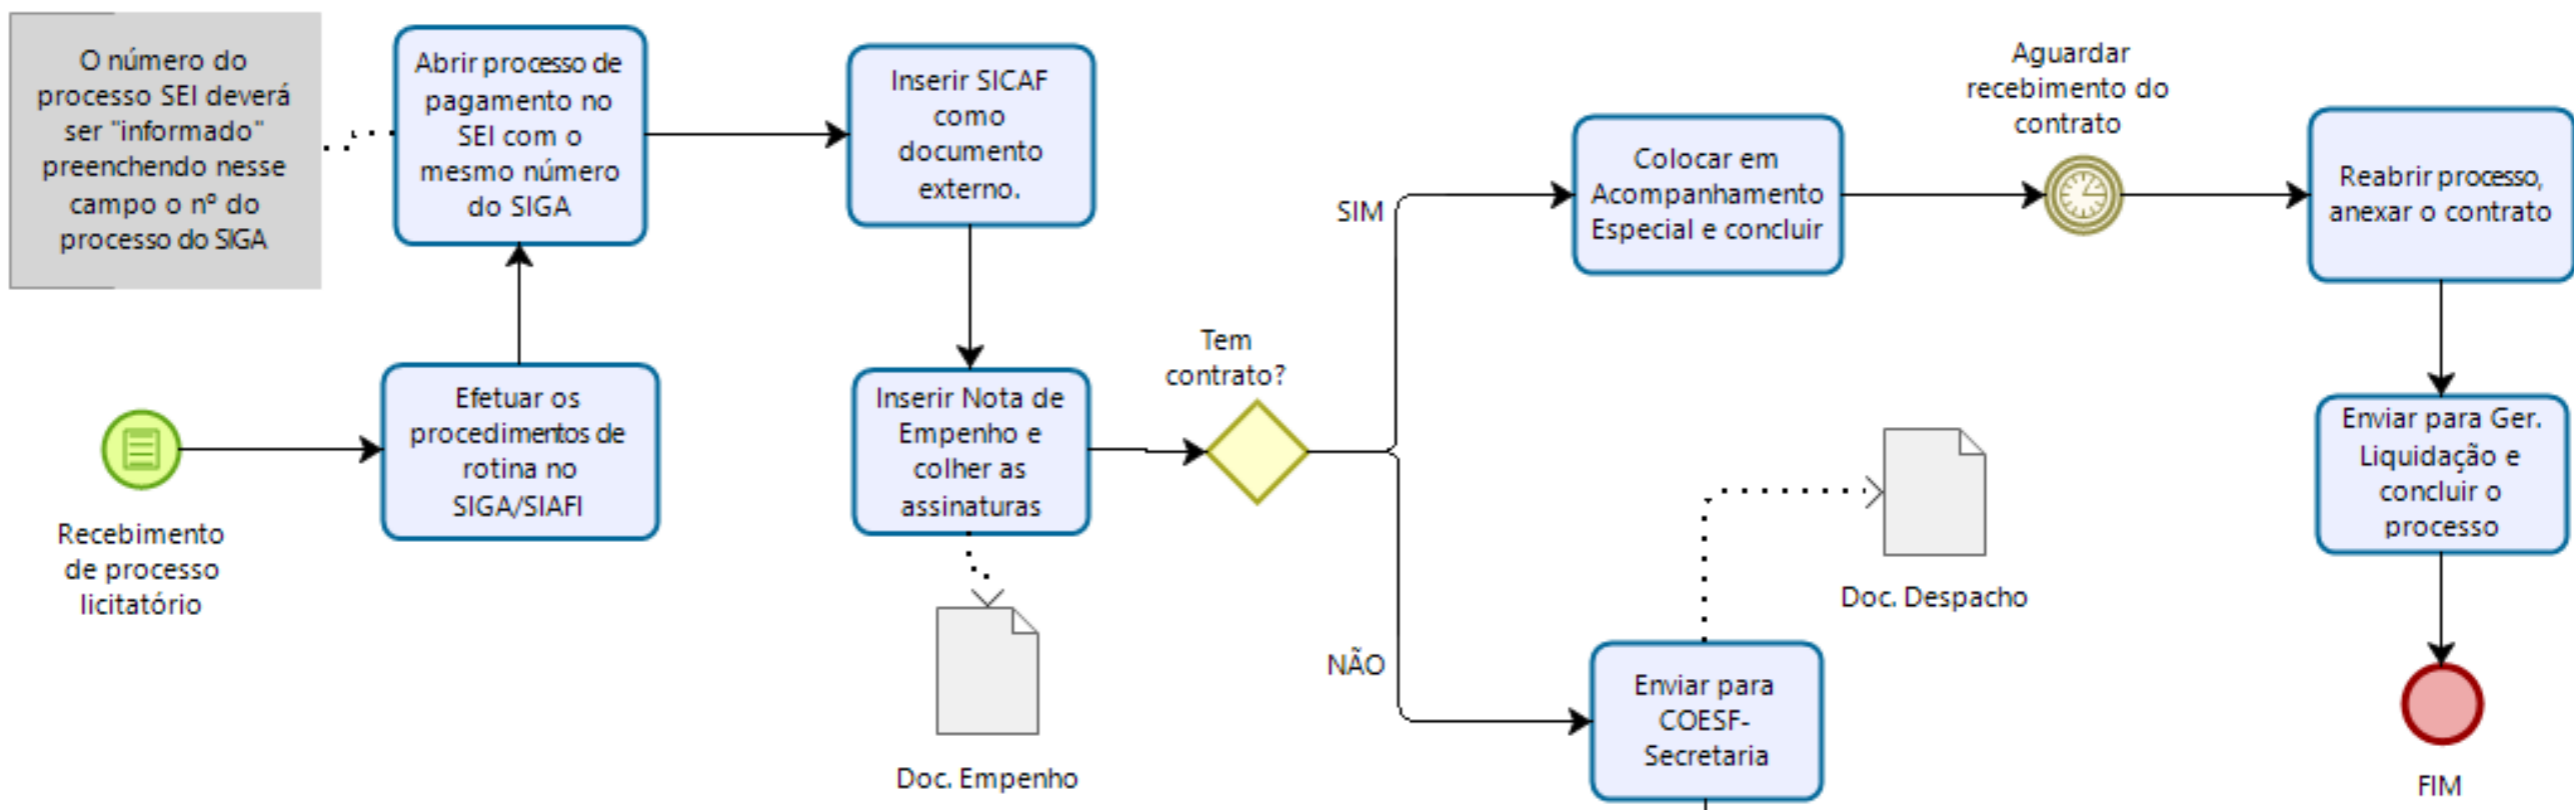 O número do
processo SEI deverá
ser "informado"
preenchendo nesse
campo o nº do
processo do SIGA
Abrir processo de
pagamento no
SEI com o
mesmo número
do SIGA
Inserir SICAF
como
documento
externo.
Recebimento
de processo
licitatório
Efetuar os
procedimentos de
rotina no
SIGA/SIAFI
Inserir Nota de
Empenho e
colher as
assinaturas
Doc. Empenho
Tem
contrato?
SIM
Colocar em
Acompanhamento
Especial e concluir
Aguardar
recebimento do
contrato
Reabrir processo,
anexar o contrato
Enviar para Ger.
Liquidação e
concluir o
processo
FIM
NÃO
Enviar para
COESF-
Secretaria
Doc. Despacho